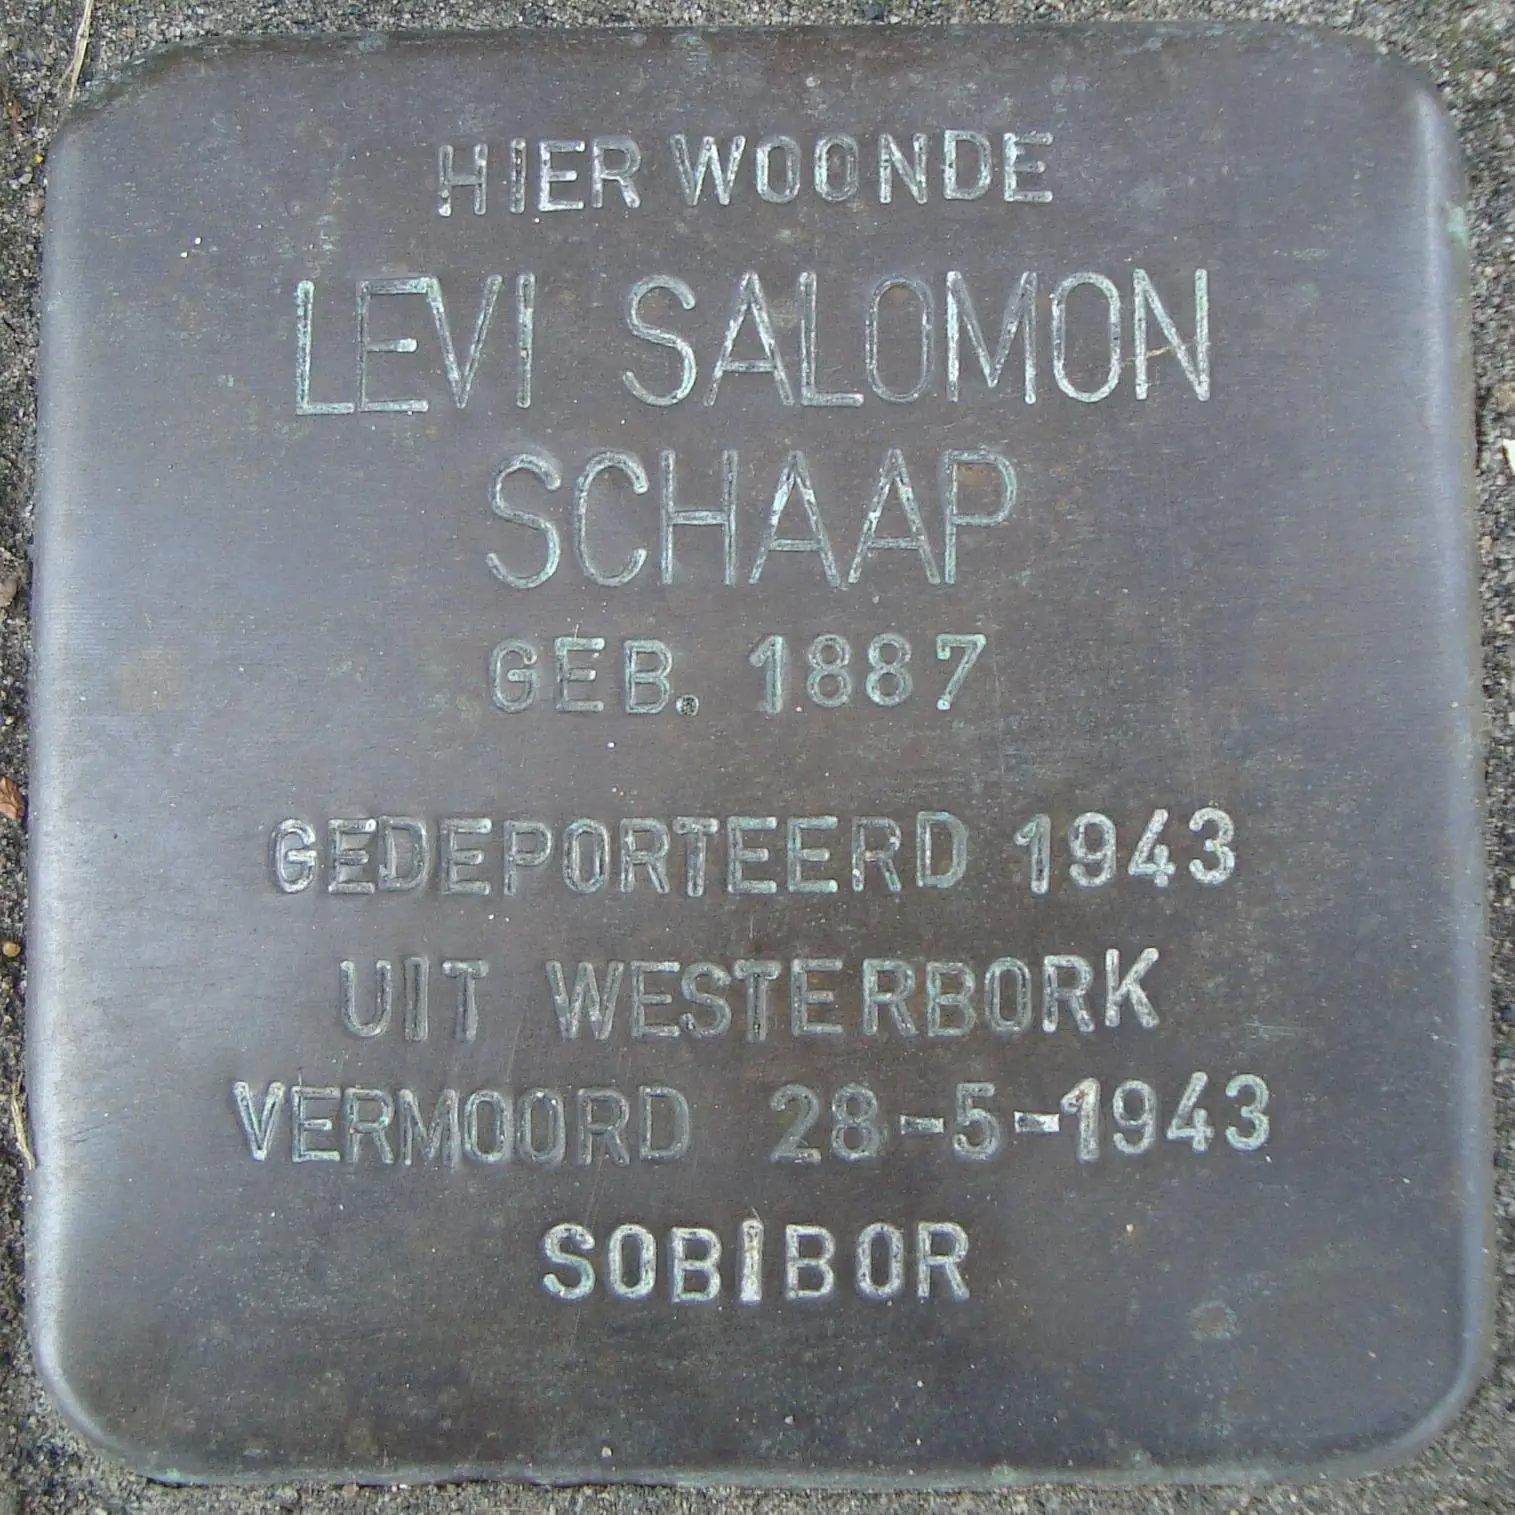 HIER WOONDE
LEVI SALOMON
SCHAAP
GEB. 1887
GEDEPORTEERD 1943
UIT WESTERBORK
VERMOORD 28-5-1943
SOBIBOR